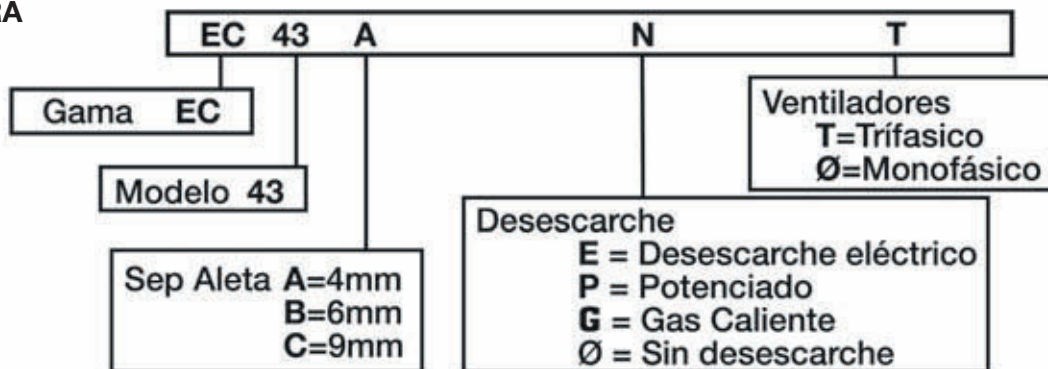 RA
EC 43 A N T
Gama EC
Modelo 43
Sep Aleta A=4mm
B=6mm
C=9mm
Desescarche
E = Desescarche eléctrico
P = Potenciado
G = Gas Caliente
Ø = Sin desescarche
Ventiladores
T=Trífasico
Ø=Monofásico